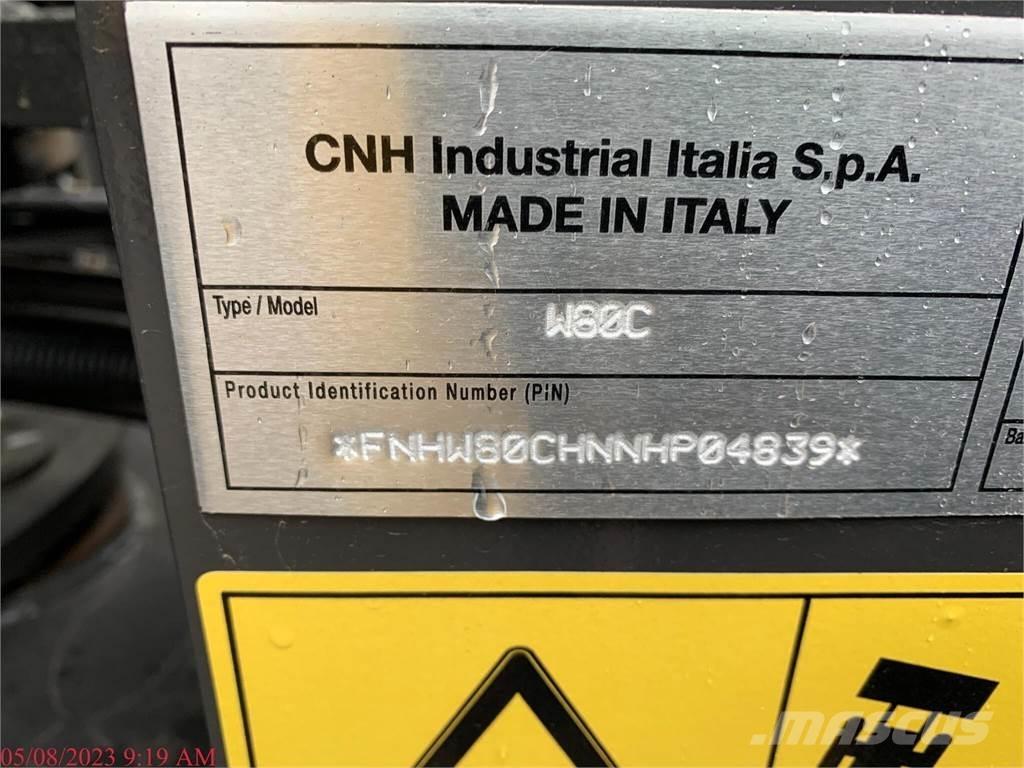 CNH Industrial Italia S.p.A.
MADE IN ITALY
Type / Model
W80C
Product Identification Number (PIN)
*FNHW80CHNNHP04839*
Ba
MASCUS
05/08/2023 9:19 AM